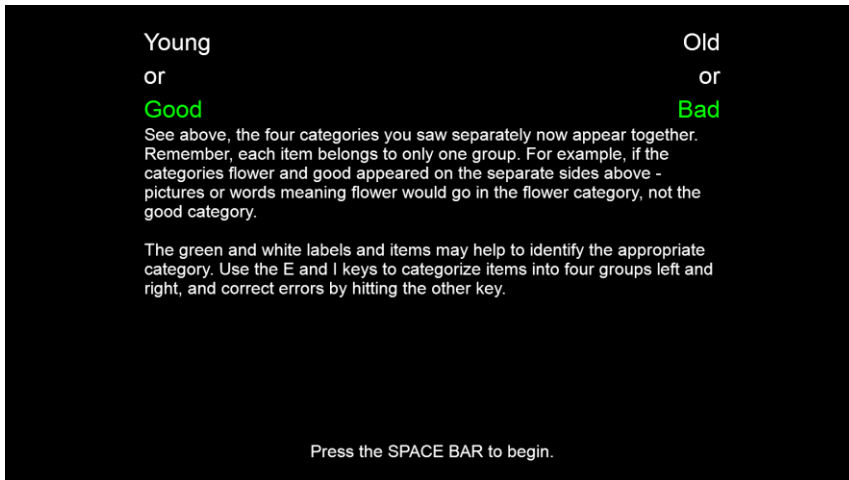 Young Old
or or
Good Bad
See above, the four categories you saw separately now appear together.
Remember, each item belongs to only one group. For example, if the
categories flower and good appeared on the separate sides above -
pictures or words meaning flower would go in the flower category, not the
good category.
The green and white labels and items may help to identify the appropriate
category. Use the E and I keys to categorize items into four groups left and
right, and correct errors by hitting the other key.
Press the SPACE BAR to begin.